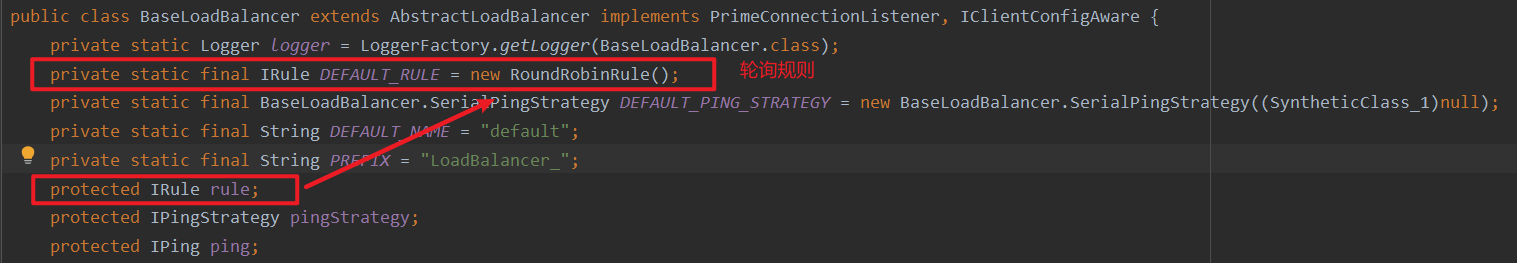 public class BaseLoadBalancer extends AbstractLoadBalancer implements PrimeConnectionListener, IClientConfigAware {
private static Logger logger = LoggerFactory.getLogger(BaseLoadBalancer.class);
private static final IRule DEFAULT_RULE = new RoundRobinRule(); 轮询规则
private static final BaseLoadBalancer.SerialPingStrategy DEFAULT_PING_STRATEGY = new BaseLoadBalancer.SerialPingStrategy((SyntheticClass_1)null);
private static final String DEFAULT_NAME = "default";
private static final String PREFIX = "LoadBalancer_";
protected IRule rule;
protected IPingStrategy pingStrategy;
protected IPing ping;